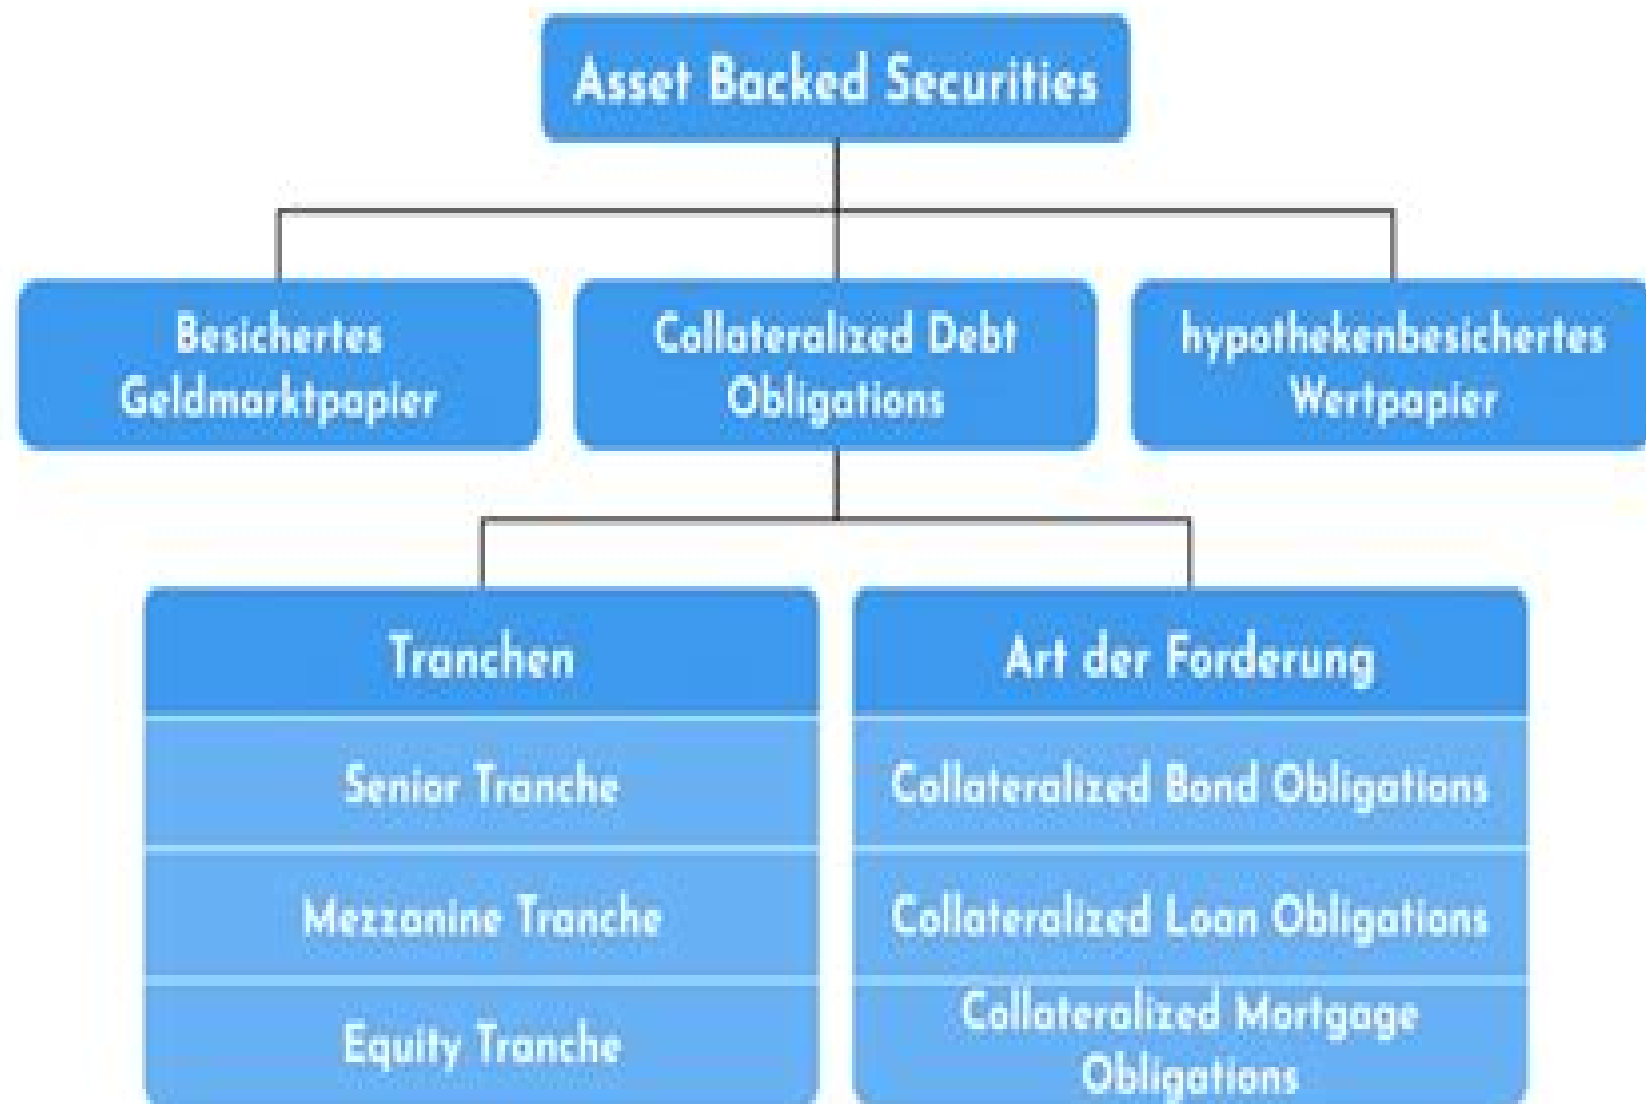 Asset Backed Securities
Besichertes
Geldmarktpapier
Collateralized Debt
Obligations
hypothekenbesichertes
Wertpapier
Tranchen
Senior Tranche
Mezzanine Tranche
Equity Tranche
Art der Forderung
Collateralized Bond Obligations
Collateralized Loan Obligations
Collateralized Mortgage
Obligations